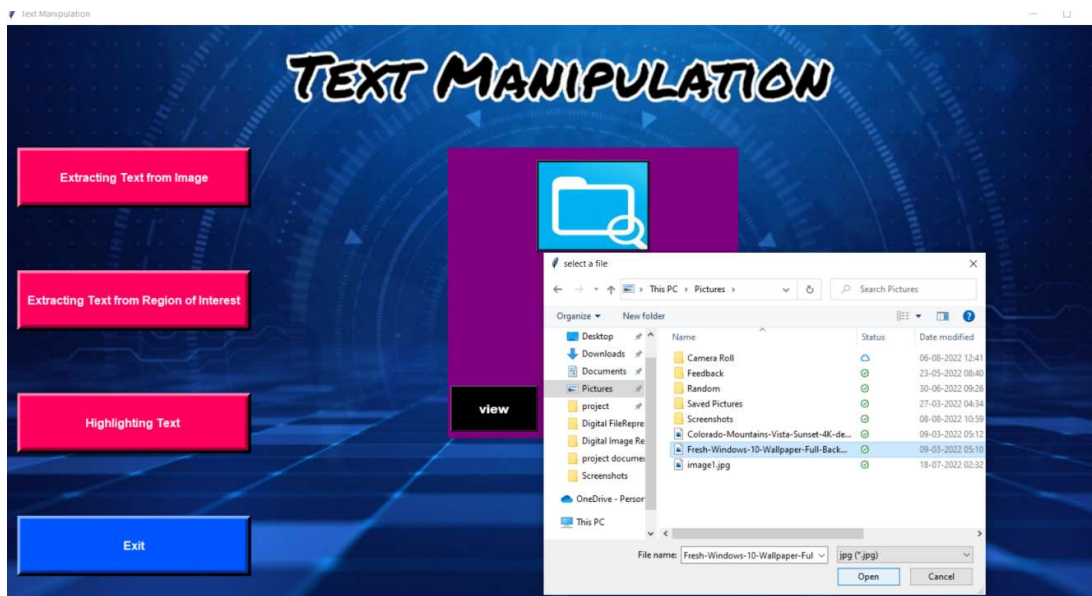 Text Manipulation
TEXT MANIPULATION
Extracting Text from Image
Extracting Text from Region of Interest
Highlighting Text
Exit
view
select a file
This PC > Pictures >
Search Pictures
Organize
New folder
Desktop
Downloads
Documents
Pictures
project
Digital FileRepre
Digital Image Re
project documer
Screenshots
OneDrive - Person
This PC
Name Status Date modified
Camera Roll 06-08-2022 12:41
Feedback 23-05-2022 08:40
Random 30-06-2022 09:26
Saved Pictures 27-03-2022 04:34
Screenshots 08-08-2022 10:59
Colorado-Mountains-Vista-Sunset-4K-de... 09-03-2022 05:12
Fresh-Windows-10-Wallpaper-Full-Back... 09-03-2022 05:10
image1.jpg 18-07-2022 02:32
File name: Fresh-Windows-10-Wallpaper-Ful jpg (*.jpg)
Open Cancel